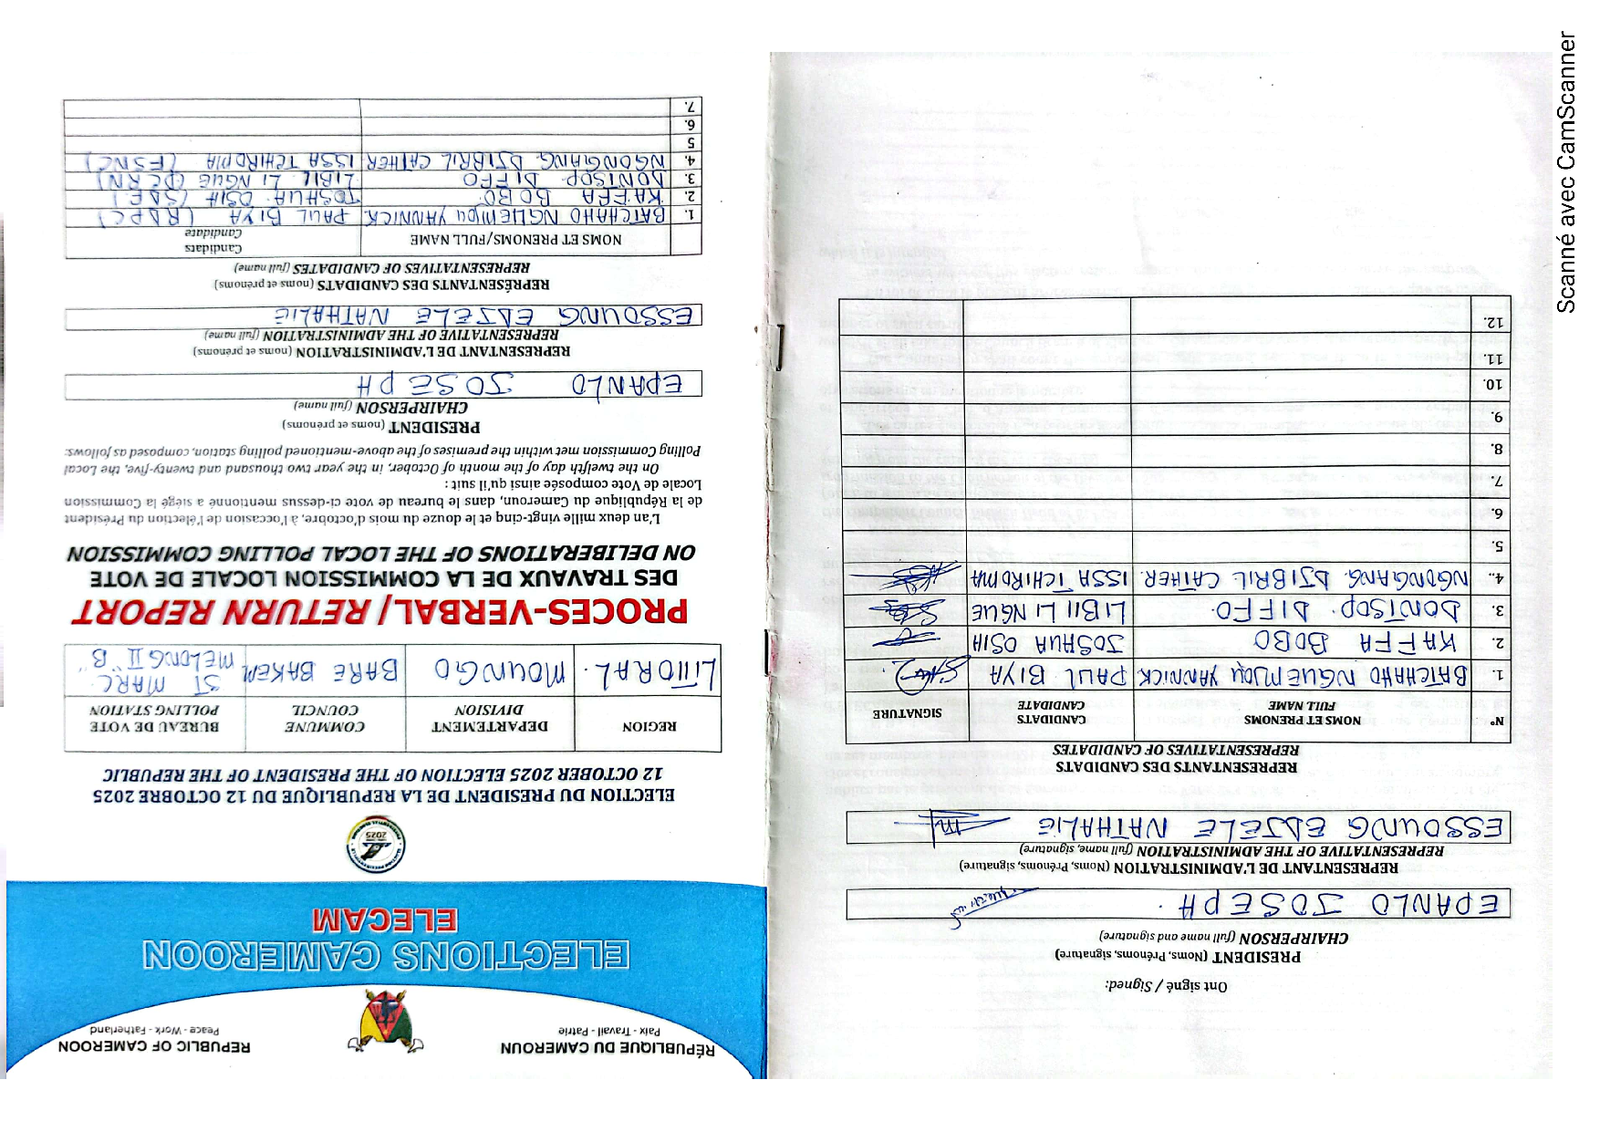 RÉPUBLIQUE DU CAMEROUN
Paix - Travail - Patrie
REPUBLIC OF CAMEROON
Peace - Work - Fatherland
ELECTIONS CAMEROON
ELECAM
ELECTION DU PRESIDENT DE LA REPUBLIQUE DU 12 OCTOBRE 2025
12 OCTOBER 2025 ELECTION OF THE PRESIDENT OF THE REPUBLIC
REGION
DEPARTEMENT
DIVISION
COMMUNE
COUNCIL
BUREAU DE VOTE
POLLING STATION
LITTORAL.
MOUNGO
BARE BAKEM
ST MARC
MELONG II "B"
PROCES-VERBAL/ RETURN REPORT
DES TRAVAUX DE LA COMMISSION LOCALE DE VOTE
ON DELIBERATIONS OF THE LOCAL POLLING COMMISSION
L'an deux mille vingt-cinq et le douze du mois d'octobre, à l'occasion de l'élection du Président
de la République du Cameroun, dans le bureau de vote ci-dessus mentionné a siégé la Commission
Locale de Vote composée ainsi qu'il suit :
On the twelfth day of the month of October, in the year two thousand and twenty-five, the Local
Polling Commission met within the premises of the above-mentioned polling station, composed as follows:
PRESIDENT (noms et prénoms)
CHAIRPERSON (full name)
EPANLO JOSEPH
REPRESENTANT DE L'ADMINISTRATION (noms et prénoms)
REPRESENTATIVE OF THE ADMINISTRATION (full name)
ESSOUNG EDJELE NATHALIE
REPRÉSENTANTS DES CANDIDATS (noms et prénoms)
REPRESENTATIVES OF CANDIDATES (full name)
NOMS ET PRENOMS/FULL NAME
Candidats
Candidate
1. BATCHAHO NGUEMJOU YANNICK PAUL BIYA (RDPC)
2. KAFFA BOBO JOSHUA OSIH (SDF)
3. DONTSOP DIFFO LIBII LI NGUE (PCRN)
4. NGONGANG DJIBRIL CATHER ISSA TCHIROMA (FSNC)
5
6.
7.
Ont signé / Signed:
PRESIDENT (Noms, Prénoms, signature)
CHAIRPERSON (full name and signature)
EPANLO JOSEPH .
REPRESENTANT DE L'ADMINISTRATION (Noms, Prénoms, signature)
REPRESENTATIVE OF THE ADMINISTRATION (full name, signature)
ESSOUNG EDJELE NATHALIE
REPRESENTANTS DES CANDIDATS
REPRESENTATIVES OF CANDIDATES
N°
NOMS ET PRENOMS
FULL NAME
CANDIDATS
CANDIDATE
SIGNATURE
1. BATCHAHO NGUEMJOU YANNICK. PAUL BIYA
2. KAFFA BOBO JOSHUA OSIH
3. DONTSOP. DIFFO. LIBII LI NGUE
4. NGONGANG DJIBRIL CATHER. ISSA TCHIROMA
5.
6.
7.
8.
9.
10.
11.
12.
Scanné avec CamScanner